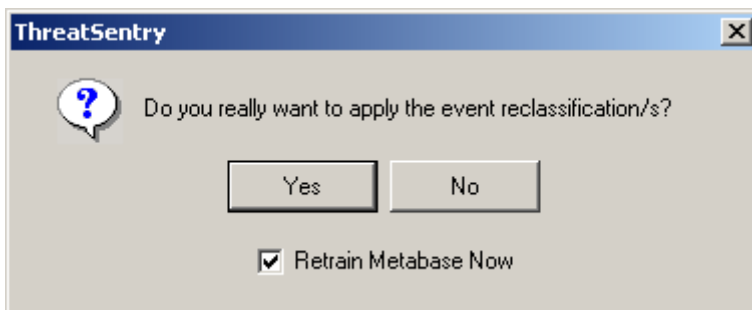 ThreatSentry
Do you really want to apply the event reclassification/s?
Yes No
Retrain Metabase Now